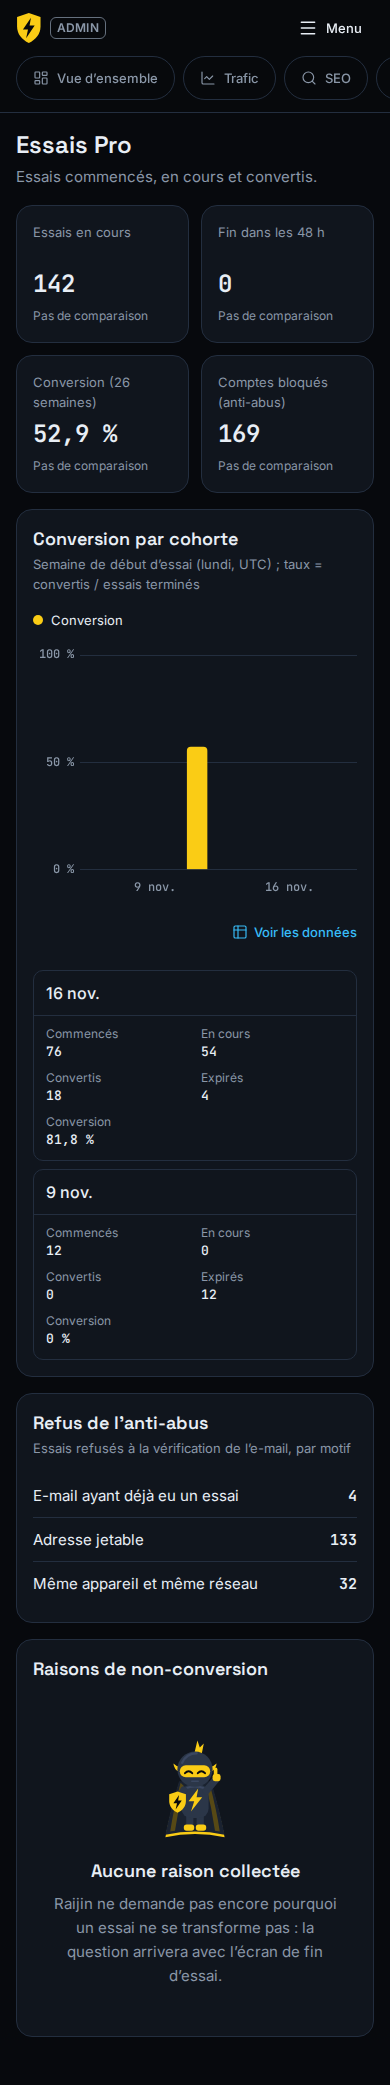 ADMIN
Menu
Vue d’ensemble
Trafic
SEO
Essais Pro
Essais commencés, en cours et convertis.
Essais en cours
142
Pas de comparaison
Fin dans les 48 h
0
Pas de comparaison
Conversion (26
semaines)
52,9 %
Pas de comparaison
Comptes bloqués
(anti-abus)
169
Pas de comparaison
Conversion par cohorte
Semaine de début d’essai (lundi, UTC) ; taux =
convertis / essais terminés
Conversion
100 %
50 %
0 %
9 nov.
16 nov.
Voir les données
16 nov.
Commencés
76
En cours
54
Convertis
18
Expirés
4
Conversion
81,8 %
9 nov.
Commencés
12
En cours
0
Convertis
0
Expirés
12
Conversion
0 %
Refus de l’anti-abus
Essais refusés à la vérification de l’e-mail, par motif
E-mail ayant déjà eu un essai 4
Adresse jetable 133
Même appareil et même réseau 32
Raisons de non-conversion
Aucune raison collectée
Raijin ne demande pas encore pourquoi
un essai ne se transforme pas : la
question arrivera avec l’écran de fin
d’essai.